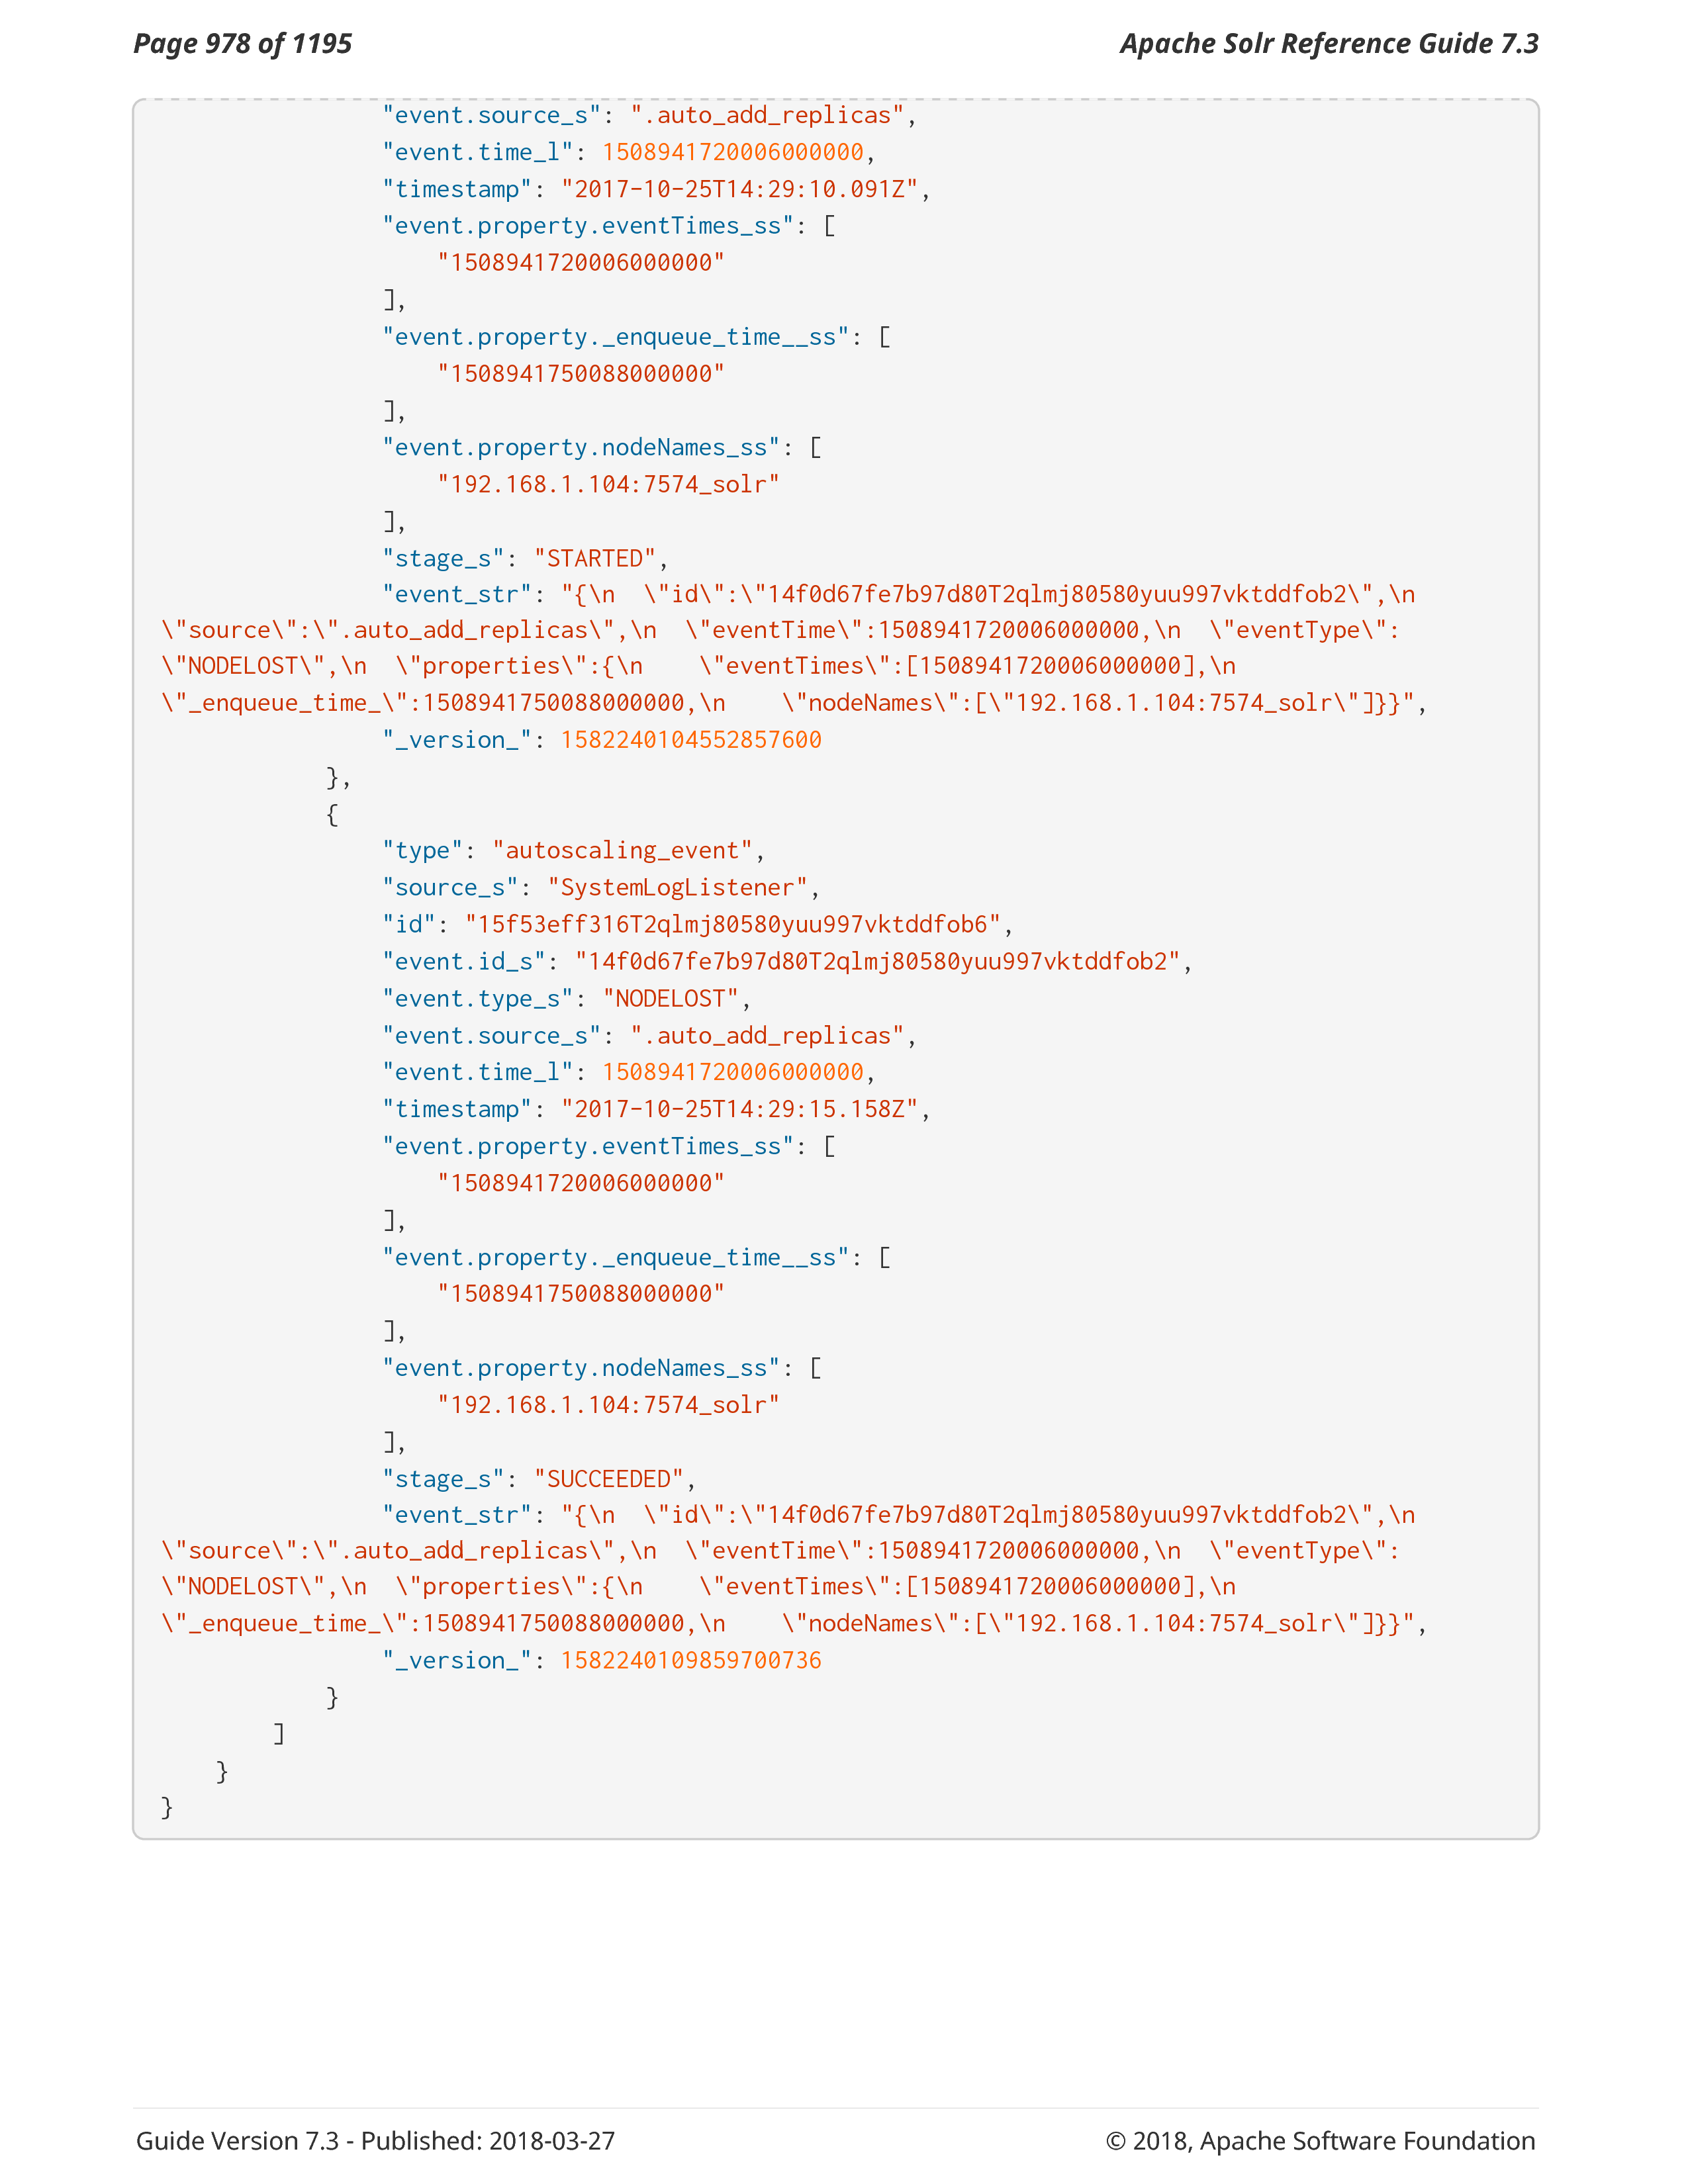 Page 978 of 1195
Apache Solr Reference Guide 7.3
"event.source_s": ".auto_add_replicas",
"event.time_l": 1508941720006000000,
"timestamp": "2017-10-25T14:29:10.091Z",
"event.property.eventTimes_ss": [
"1508941720006000000"
],
"event.property._enqueue_time__ss": [
"1508941750088000000"
],
"event.property.nodeNames_ss": [
"192.168.1.104:7574_solr"
],
"stage_s": "STARTED",
"event_str": "{\n  \"id\":\"14f0d67fe7b97d80T2qlmj80580yuu997vktddfob2\",\n
\"source\":\".auto_add_replicas\",\n  \"eventTime\":1508941720006000000,\n  \"eventType\":
\"NODELOST\",\n  \"properties\":{\n    \"eventTimes\":[1508941720006000000],\n
\"_enqueue_time_\":1508941750088000000,\n    \"nodeNames\":[\"192.168.1.104:7574_solr\"]}}",
"_version_": 1582240104552857600
},
{
"type": "autoscaling_event",
"source_s": "SystemLogListener",
"id": "15f53eff316T2qlmj80580yuu997vktddfob6",
"event.id_s": "14f0d67fe7b97d80T2qlmj80580yuu997vktddfob2",
"event.type_s": "NODELOST",
"event.source_s": ".auto_add_replicas",
"event.time_l": 1508941720006000000,
"timestamp": "2017-10-25T14:29:15.158Z",
"event.property.eventTimes_ss": [
"1508941720006000000"
],
"event.property._enqueue_time__ss": [
"1508941750088000000"
],
"event.property.nodeNames_ss": [
"192.168.1.104:7574_solr"
],
"stage_s": "SUCCEEDED",
"event_str": "{\n  \"id\":\"14f0d67fe7b97d80T2qlmj80580yuu997vktddfob2\",\n
\"source\":\".auto_add_replicas\",\n  \"eventTime\":1508941720006000000,\n  \"eventType\":
\"NODELOST\",\n  \"properties\":{\n    \"eventTimes\":[1508941720006000000],\n
\"_enqueue_time_\":1508941750088000000,\n    \"nodeNames\":[\"192.168.1.104:7574_solr\"]}}",
"_version_": 1582240109859700736
}
]
}
}
Guide Version 7.3 - Published: 2018-03-27
© 2018, Apache Software Foundation